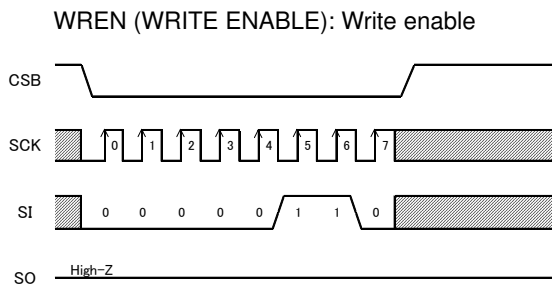 WREN (WRITE ENABLE): Write enable
CSB
SCK 0 1 2 3 4 5 6 7
SI 0 0 0 0 0 1 1 0
High-Z
SO